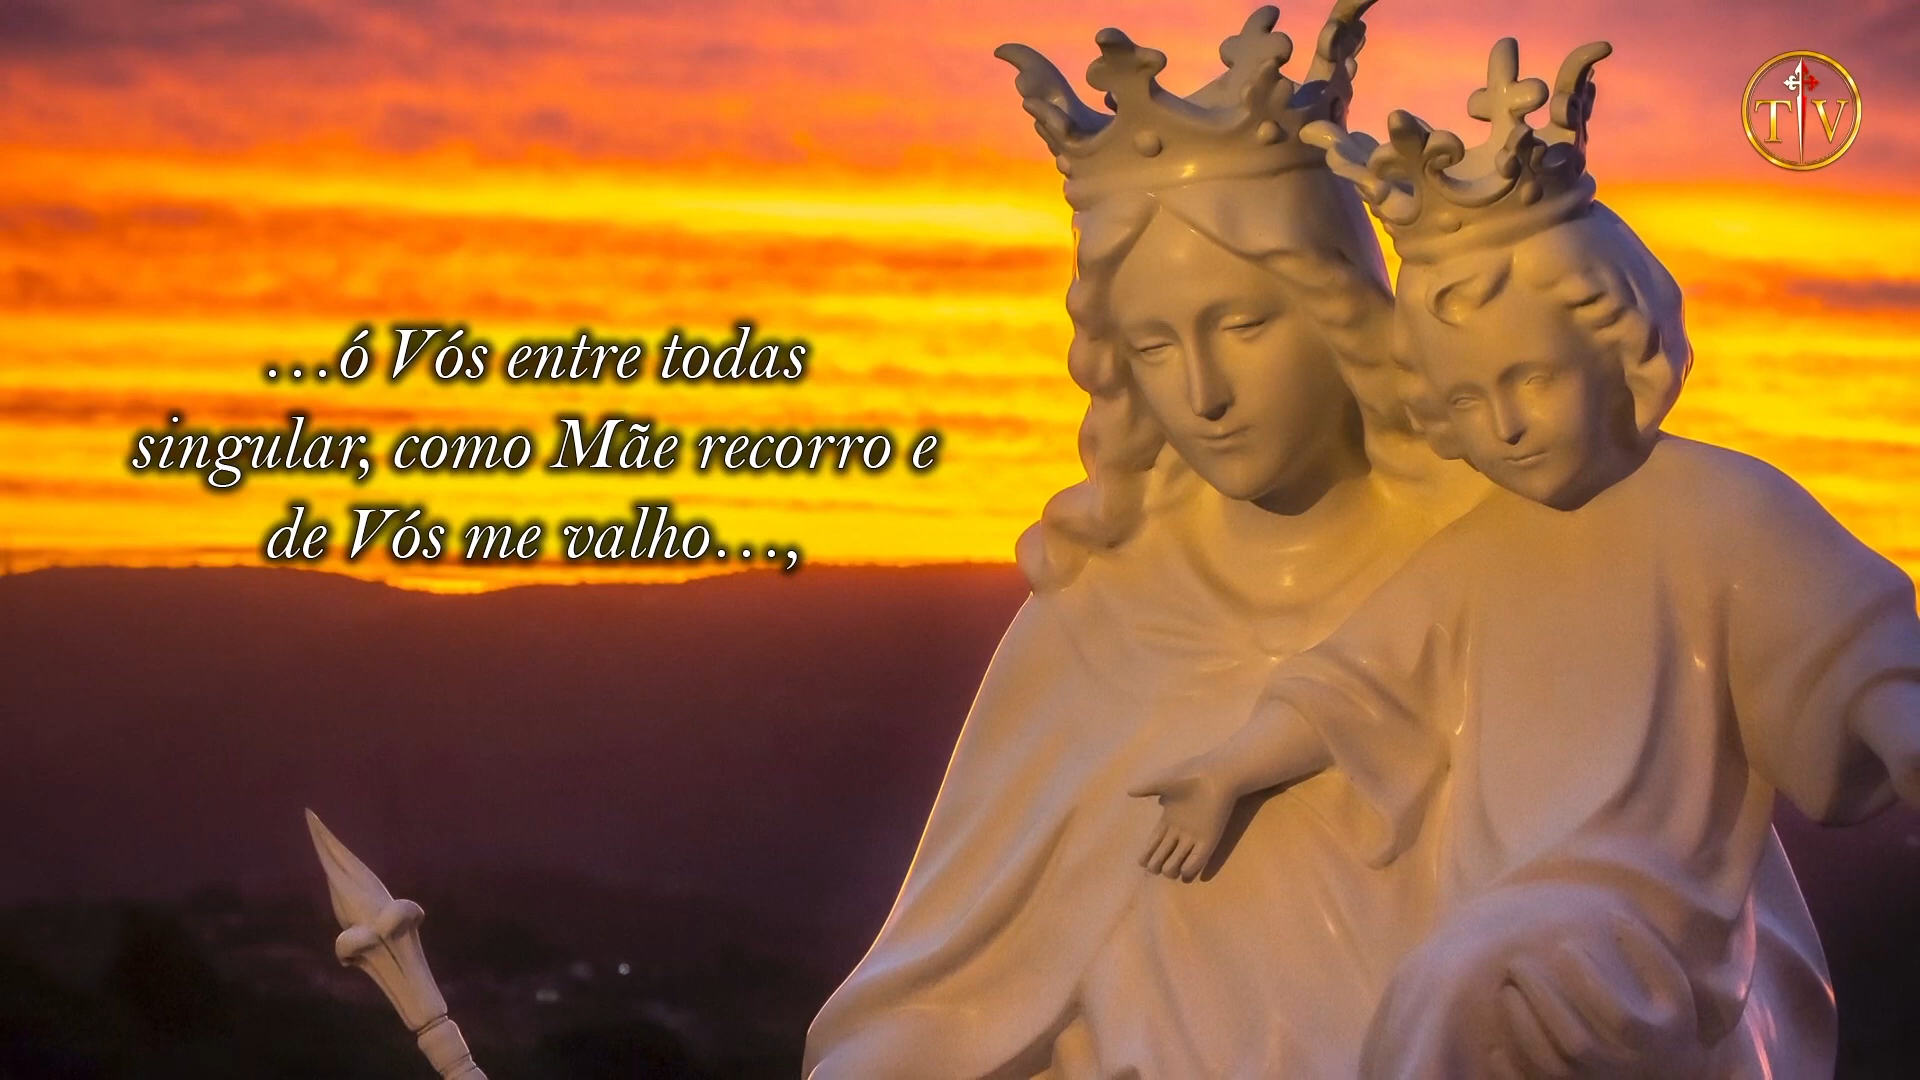 …ó Vós entre todas
singular, como Mãe recorro e
de Vós me valho…,
TV